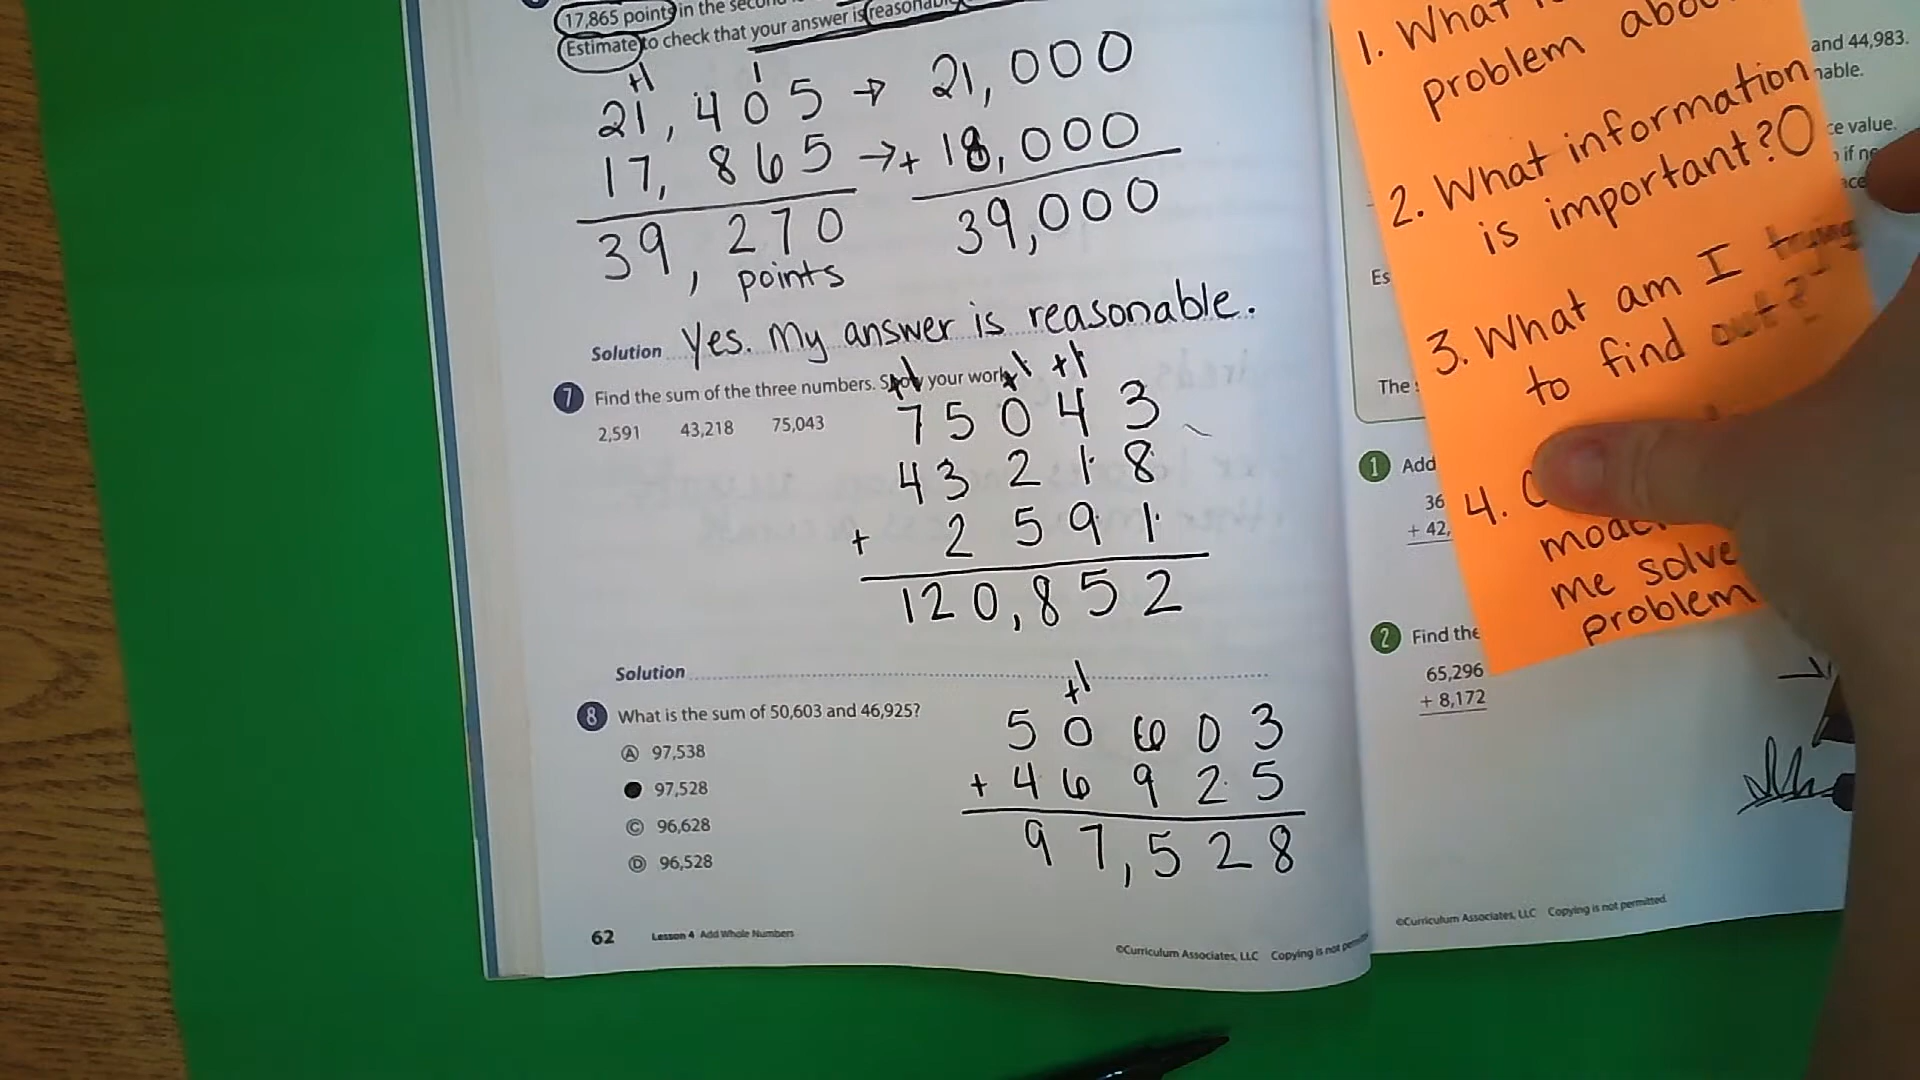 17,865 points in the second
Estimate to check that your answer is reasonable
+1 1
21,405 → 21,000
17,865 → + 18,000
39,270 39,000
points
Solution Yes. My answer is reasonable.
7 Find the sum of the three numbers. Show your work.
2,591 43,218 75,043
+1 +1 +1
75043
43218
+ 2591
120,852
Solution
8 What is the sum of 50,603 and 46,925?
A 97,538
97,528
C 96,628
D 96,528
+1
50603
+ 46925
97,528
62 Lesson 4 Add Whole Numbers
©Curriculum Associates, LLC Copying is not
1. What
problem
2. What information
is important?
3. What am I trying
to find out?
4.
me solve
problem
and 44,983.
value.
if
Es
The
1 Add
36
+ 42,
2 Find the
65,296
+ 8,172
©Curriculum Associates, LLC Copying is not permitted.